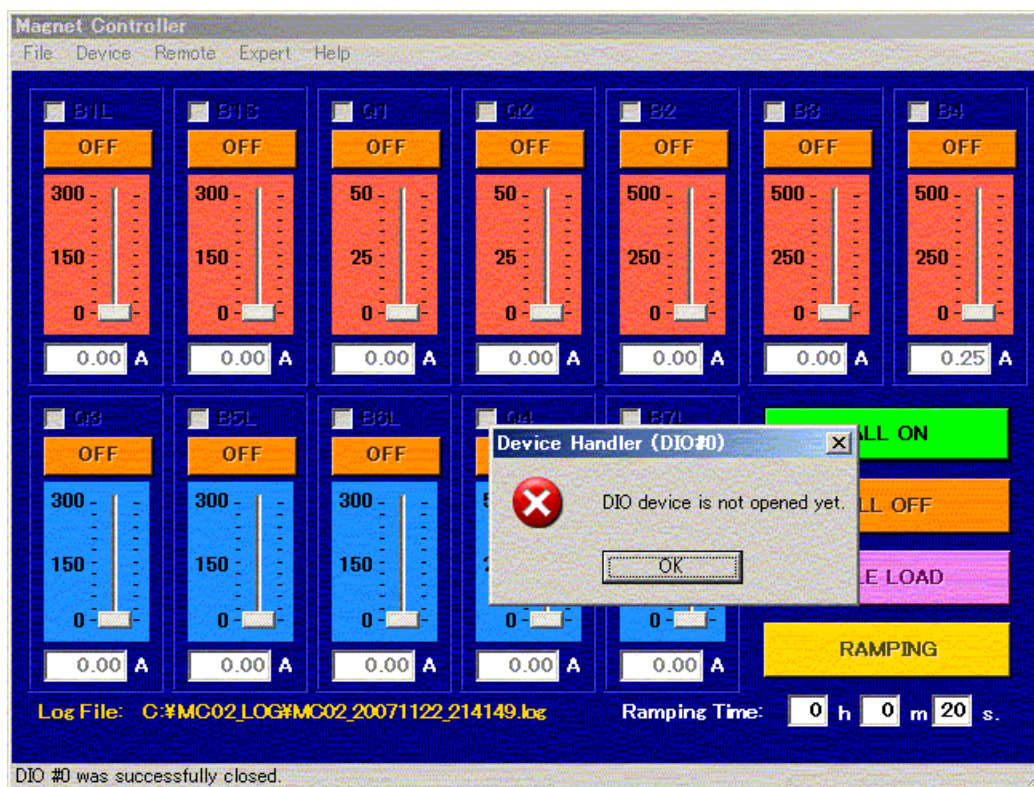 Magnet Controller
File Device Remote Expert Help
B1L B1S Q1 Q2 B2 B3 B4
OFF OFF OFF OFF OFF OFF OFF
300 300 50 50 500 500 500
150 150 25 25 250 250 250
0 0 0 0 0 0 0
0.00 A 0.00 A 0.00 A 0.00 A 0.00 A 0.00 A 0.25 A
Q3 B5L B6L Q4 B7L
OFF OFF OFF
ALL ON
Device Handler (DIO#0)
DIO device is not opened yet.
OK
300 300 300
LL OFF
150 150 150
LE LOAD
0 0 0 0 0
RAMPING
0.00 A 0.00 A 0.00 A 0.00 A 0.00 A
Log File: C:¥MC02_LOG¥MC02_20071122_214149.log Ramping Time: 0 h 0 m 20 s.
DIO #0 was successfully closed.